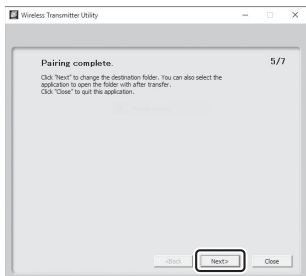 Wireless Transmitter Utility
Pairing complete.
5/7
Click "Next" to change the destination folder. You can also select the
application to open the folder with after transfer.
Click "Close" to quit this application.
<Back
Next>
Close